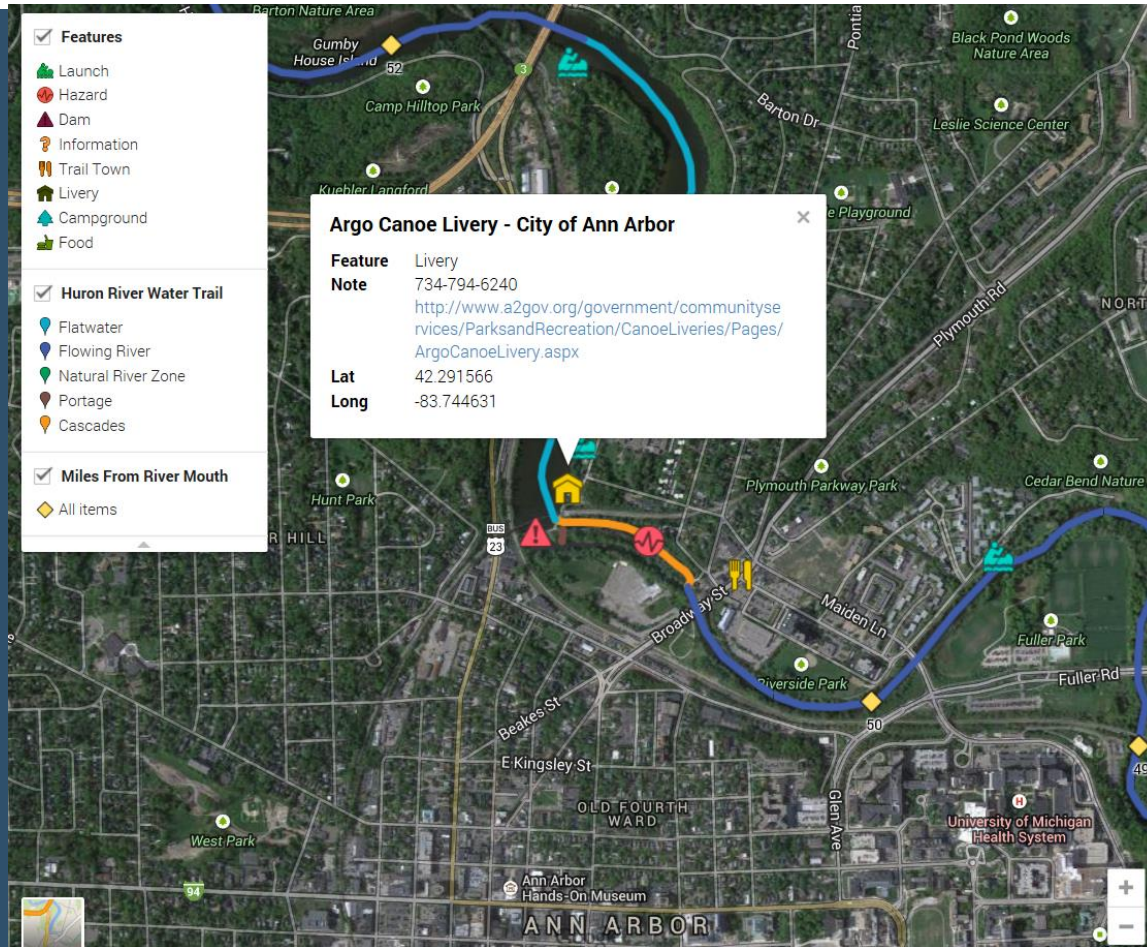 Features
Launch
Hazard
Dam
Information
Trail Town
Livery
Campground
Food
Huron River Water Trail
Flatwater
Flowing River
Natural River Zone
Portage
Cascades
Miles From River Mouth
All items
Barton Nature Area
Gumby
House Island
52
3
Camp Hilltop Park
Kuebler Langford
Pontia
Black Pond Woods
Nature Area
Barton Dr
Leslie Science Center
e Playground
Argo Canoe Livery - City of Ann Arbor
Feature Livery
Note 734-794-6240
http://www.a2gov.org/government/communityse
rvices/ParksandRecreation/CanoeLiveries/Pages/
ArgoCanoeLivery.aspx
Lat 42.291566
Long -83.744631
Plymouth Rd
NORT
Hunt Park
R HILL
BUS
23
Plymouth Parkway Park
Cedar Bend Nature
Broadway St
Maiden Ln
Fuller Park
Riverside Park
Fuller Rd
50
49
Beakes St
E Kingsley St
OLD FOURTH
WARD
Glen Ave
H
University of Michigan
Health System
West Park
94
Ann Arbor
Hands-On Museum
ANN ARBOR
+
−